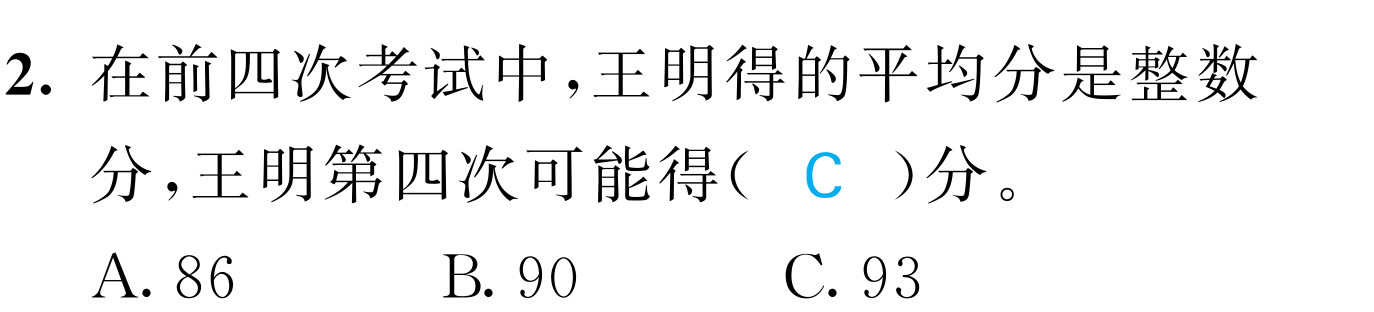 2. 在前四次考试中,王明得的平均分是整数
分,王明第四次可能得( C )分。
A. 86 B. 90 C. 93